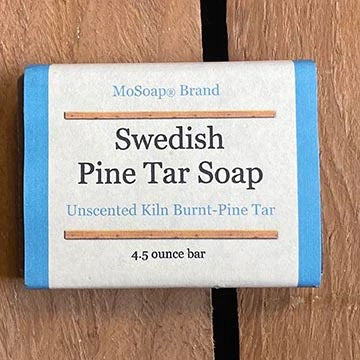 MoSoap® Brand
Swedish
Pine Tar Soap
Unscented Kiln Burnt-Pine Tar
4.5 ounce bar